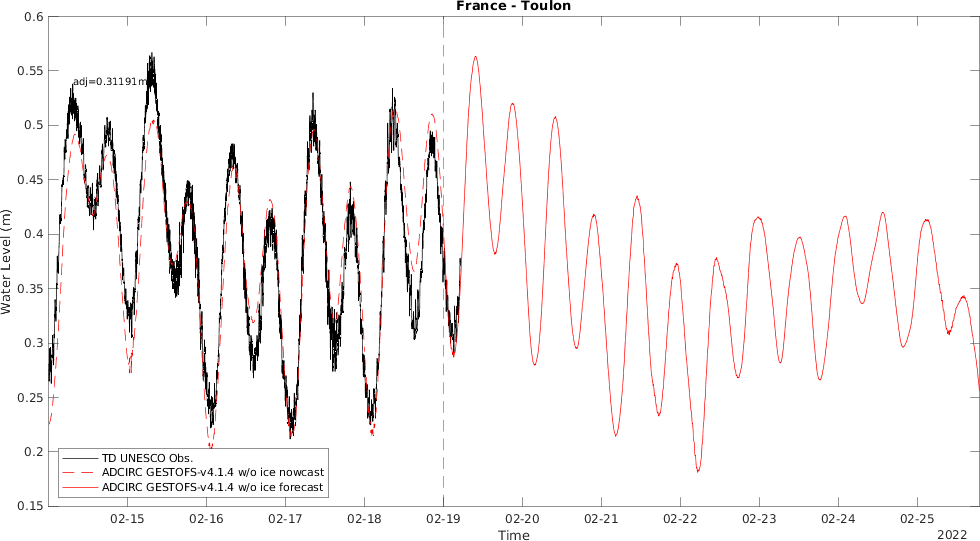 France - Toulon
0.6
0.55
0.5
0.45
0.4
0.35
0.3
0.25
0.2
0.15
Water Level (m)
adj=0.31191m
TD UNESCO Obs.
ADCIRC GESTOFS-v4.1.4 w/o ice nowcast
ADCIRC GESTOFS-v4.1.4 w/o ice forecast
02-15 02-16 02-17 02-18 02-19 02-20 02-21 02-22 02-23 02-24 02-25
Time
2022